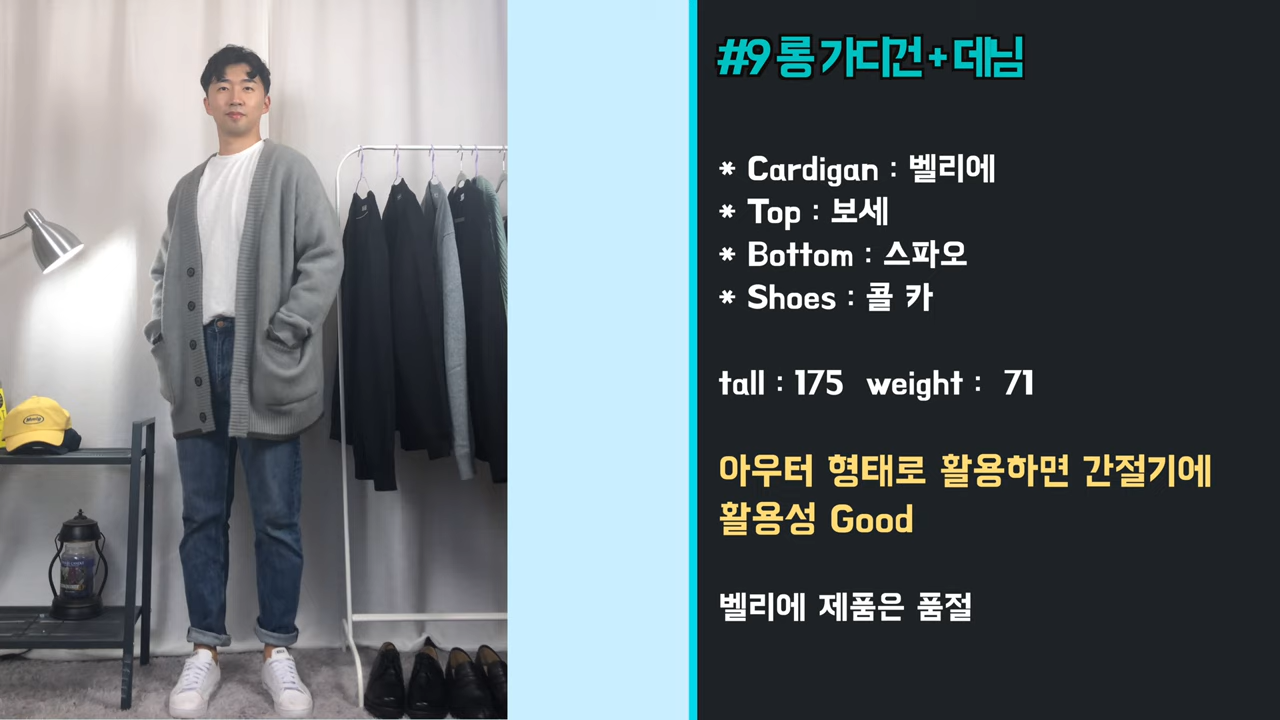 #9 롱 가디건 + 데님
* Cardigan : 벨리에
* Top : 보세
* Bottom : 스파오
* Shoes : 콜 카
tall : 175 weight : 71
아우터 형태로 활용하면 간절기에
활용성 Good
벨리에 제품은 품절